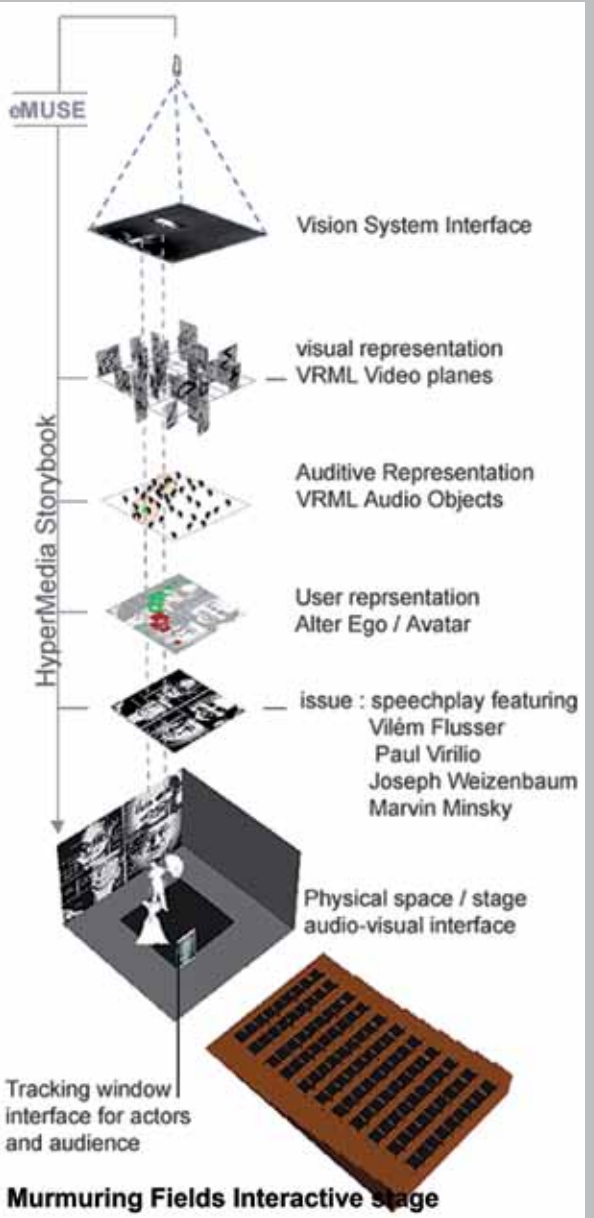 eMUSE
Vision System Interface
visual representation
VRML Video planes
HyperMedia Storybook
Auditive Representation
VRML Audio Objects
User reprsentation
Alter Ego / Avatar
issue : speechplay featuring
Vilém Flusser
Paul Virilio
Joseph Weizenbaum
Marvin Minsky
Physical space / stage
audio-visual interface
Tracking window
interface for actors
and audience
Murmuring Fields Interactive stage